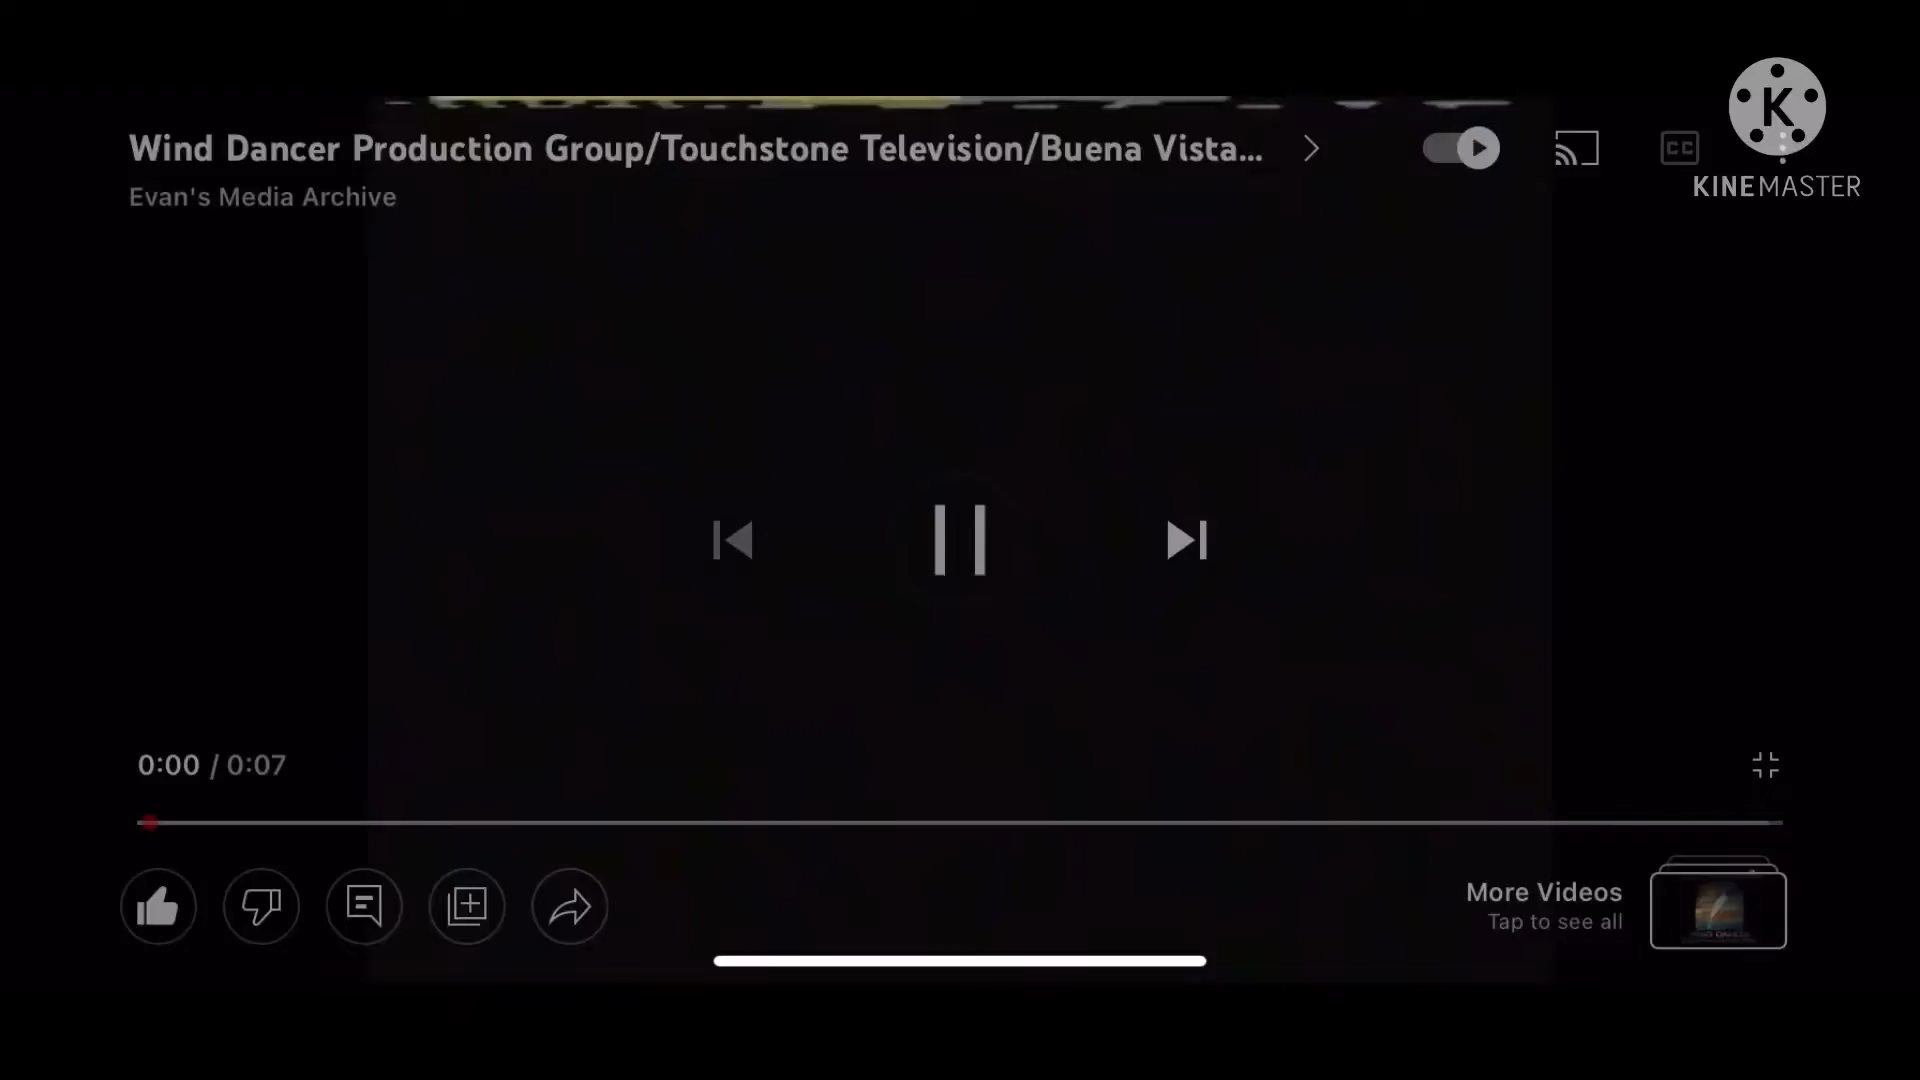 Wind Dancer Production Group/Touchstone Television/Buena Vista...
Evan's Media Archive
CC
K
KINEMASTER
0:00 / 0:07
More Videos
Tap to see all